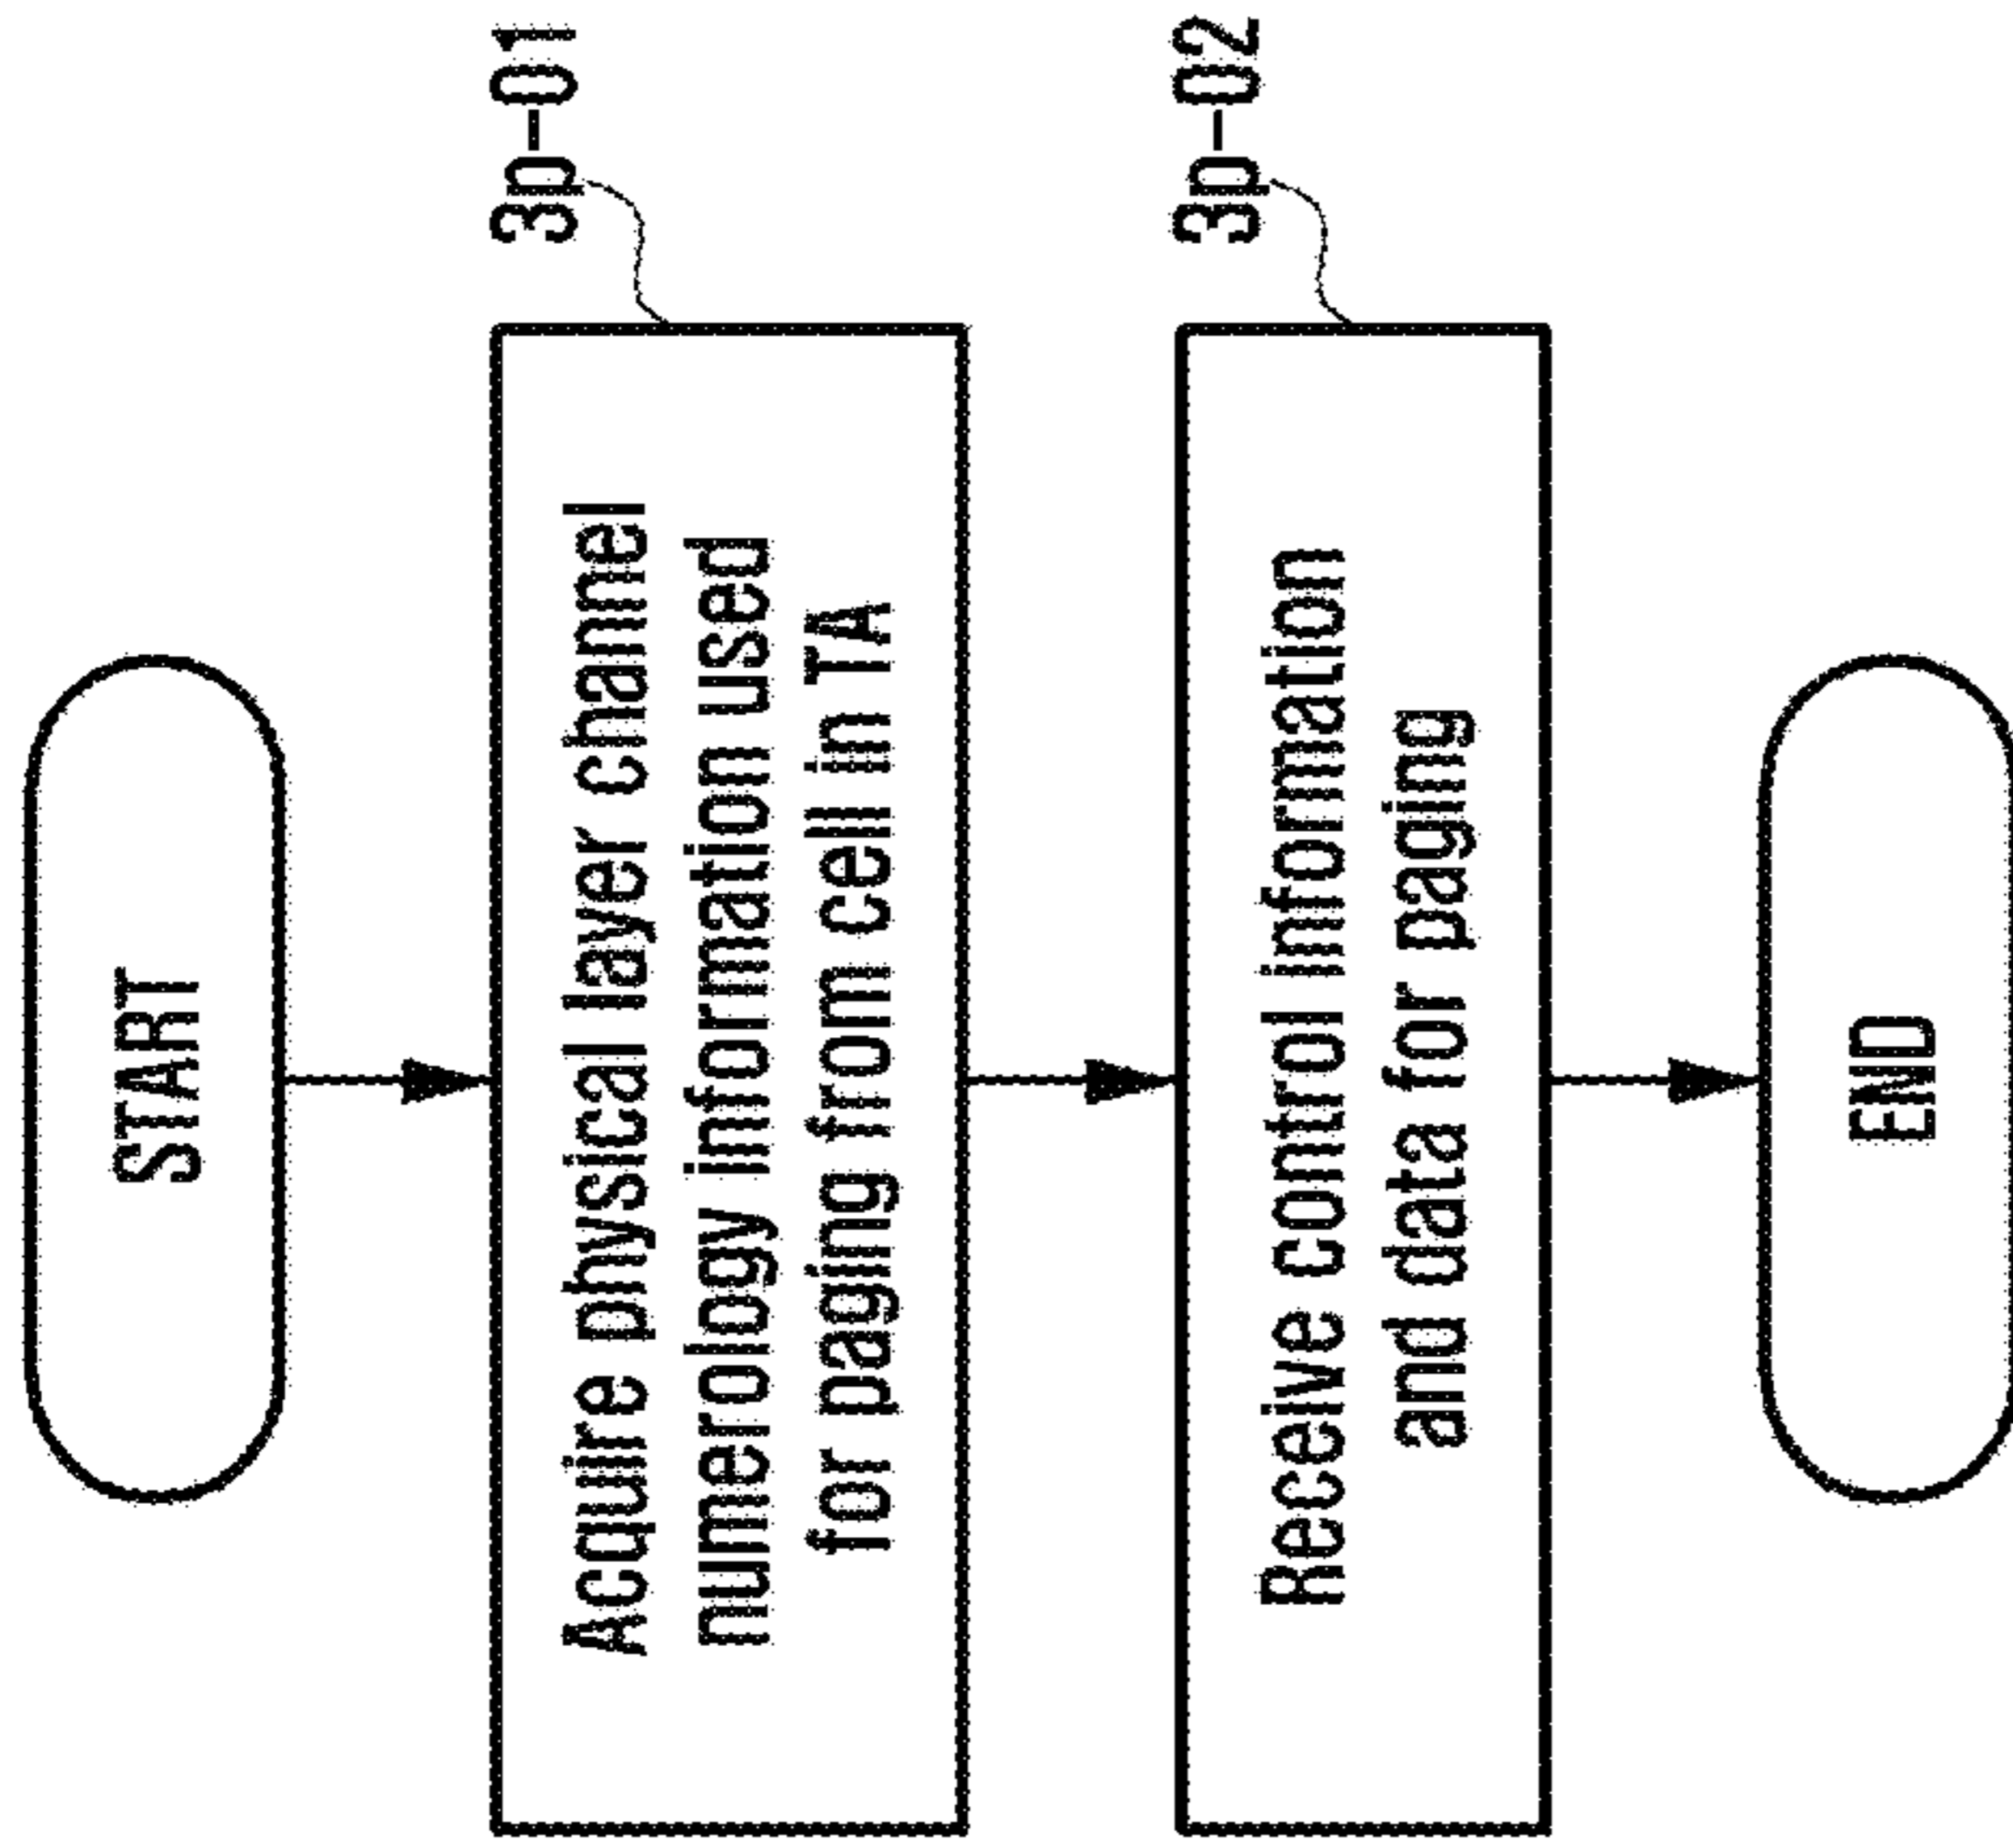 START
3p-01
Acquire physical layer channel
numerology information used
for paging from cell in TA
3p-02
Receive control information
and data for paging
END